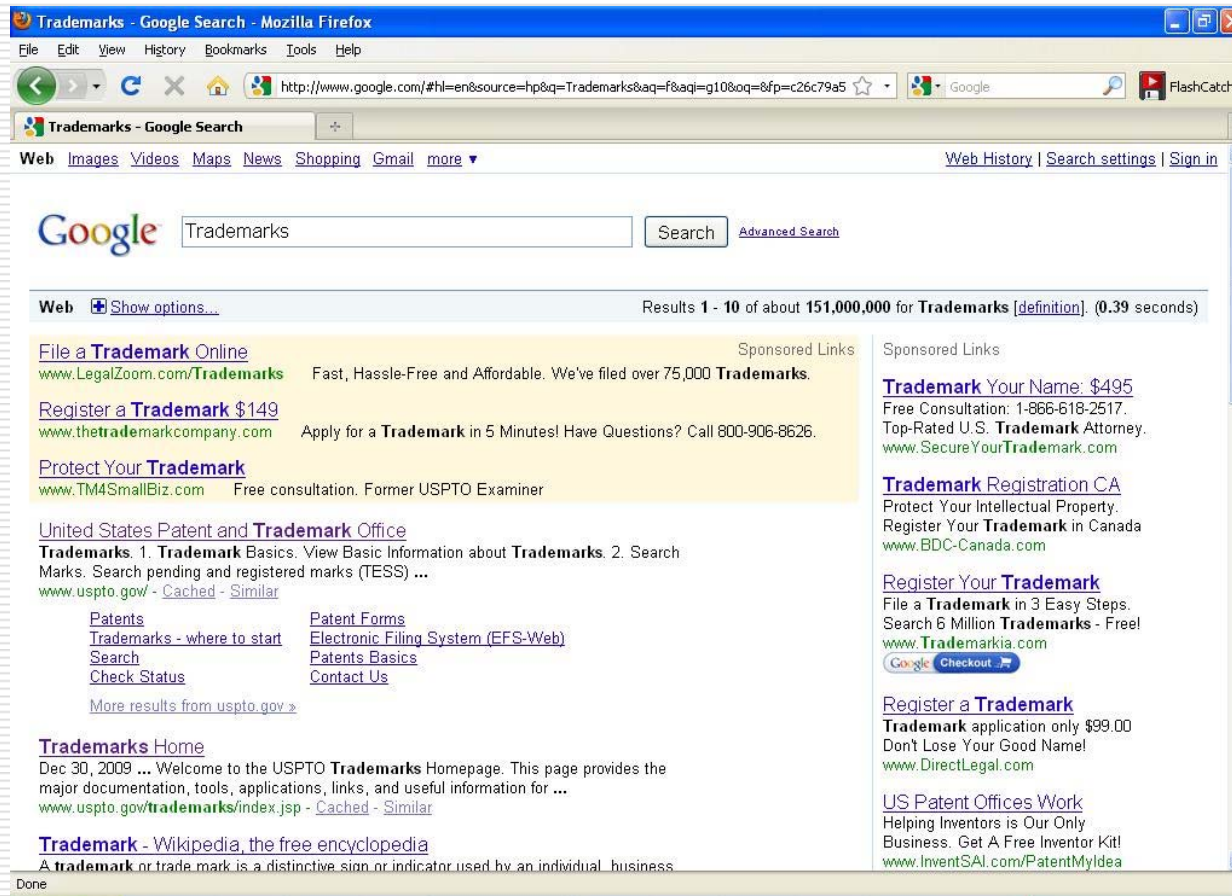 Trademarks - Google Search - Mozilla Firefox
File Edit View History Bookmarks Tools Help
http://www.google.com/#hl=en&source=hp&q=Trademarks&aq=f&aqi=g10&oq=&fp=c26c79a5 Google FlashCatch
Trademarks - Google Search
Web Images Videos Maps News Shopping Gmail more ▼ Web History | Search settings | Sign in
Google Trademarks Search Advanced Search
Web Show options... Results 1 - 10 of about 151,000,000 for Trademarks [definition]. (0.39 seconds)
File a Trademark Online Sponsored Links
www.LegalZoom.com/Trademarks Fast, Hassle-Free and Affordable. We've filed over 75,000 Trademarks.
Register a Trademark $149
www.thetrademarkcompany.com Apply for a Trademark in 5 Minutes! Have Questions? Call 800-906-8626.
Protect Your Trademark
www.TM4SmallBiz.com Free consultation. Former USPTO Examiner
United States Patent and Trademark Office
Trademarks. 1. Trademark Basics. View Basic Information about Trademarks. 2. Search
Marks. Search pending and registered marks (TESS) ...
www.uspto.gov/ - Cached - Similar
Patents Patent Forms
Trademarks - where to start Electronic Filing System (EFS-Web)
Search Patents Basics
Check Status Contact Us
More results from uspto.gov »
Trademarks Home
Dec 30, 2009 ... Welcome to the USPTO Trademarks Homepage. This page provides the
major documentation, tools, applications, links, and useful information for ...
www.uspto.gov/trademarks/index.jsp - Cached - Similar
Trademark - Wikipedia, the free encyclopedia
A trademark or trade mark is a distinctive sign or indicator used by an individual, business
Sponsored Links
Trademark Your Name: $495
Free Consultation: 1-866-618-2517.
Top-Rated U.S. Trademark Attorney.
www.SecureYourTrademark.com
Trademark Registration CA
Protect Your Intellectual Property.
Register Your Trademark in Canada
www.BDC-Canada.com
Register Your Trademark
File a Trademark in 3 Easy Steps.
Search 6 Million Trademarks - Free!
www.Trademarkia.com
Google Checkout
Register a Trademark
Trademark application only $99.00
Don't Lose Your Good Name!
www.DirectLegal.com
US Patent Offices Work
Helping Inventors is Our Only
Business. Get A Free Inventor Kit!
www.InventSAI.com/PatentMyIdea
Done